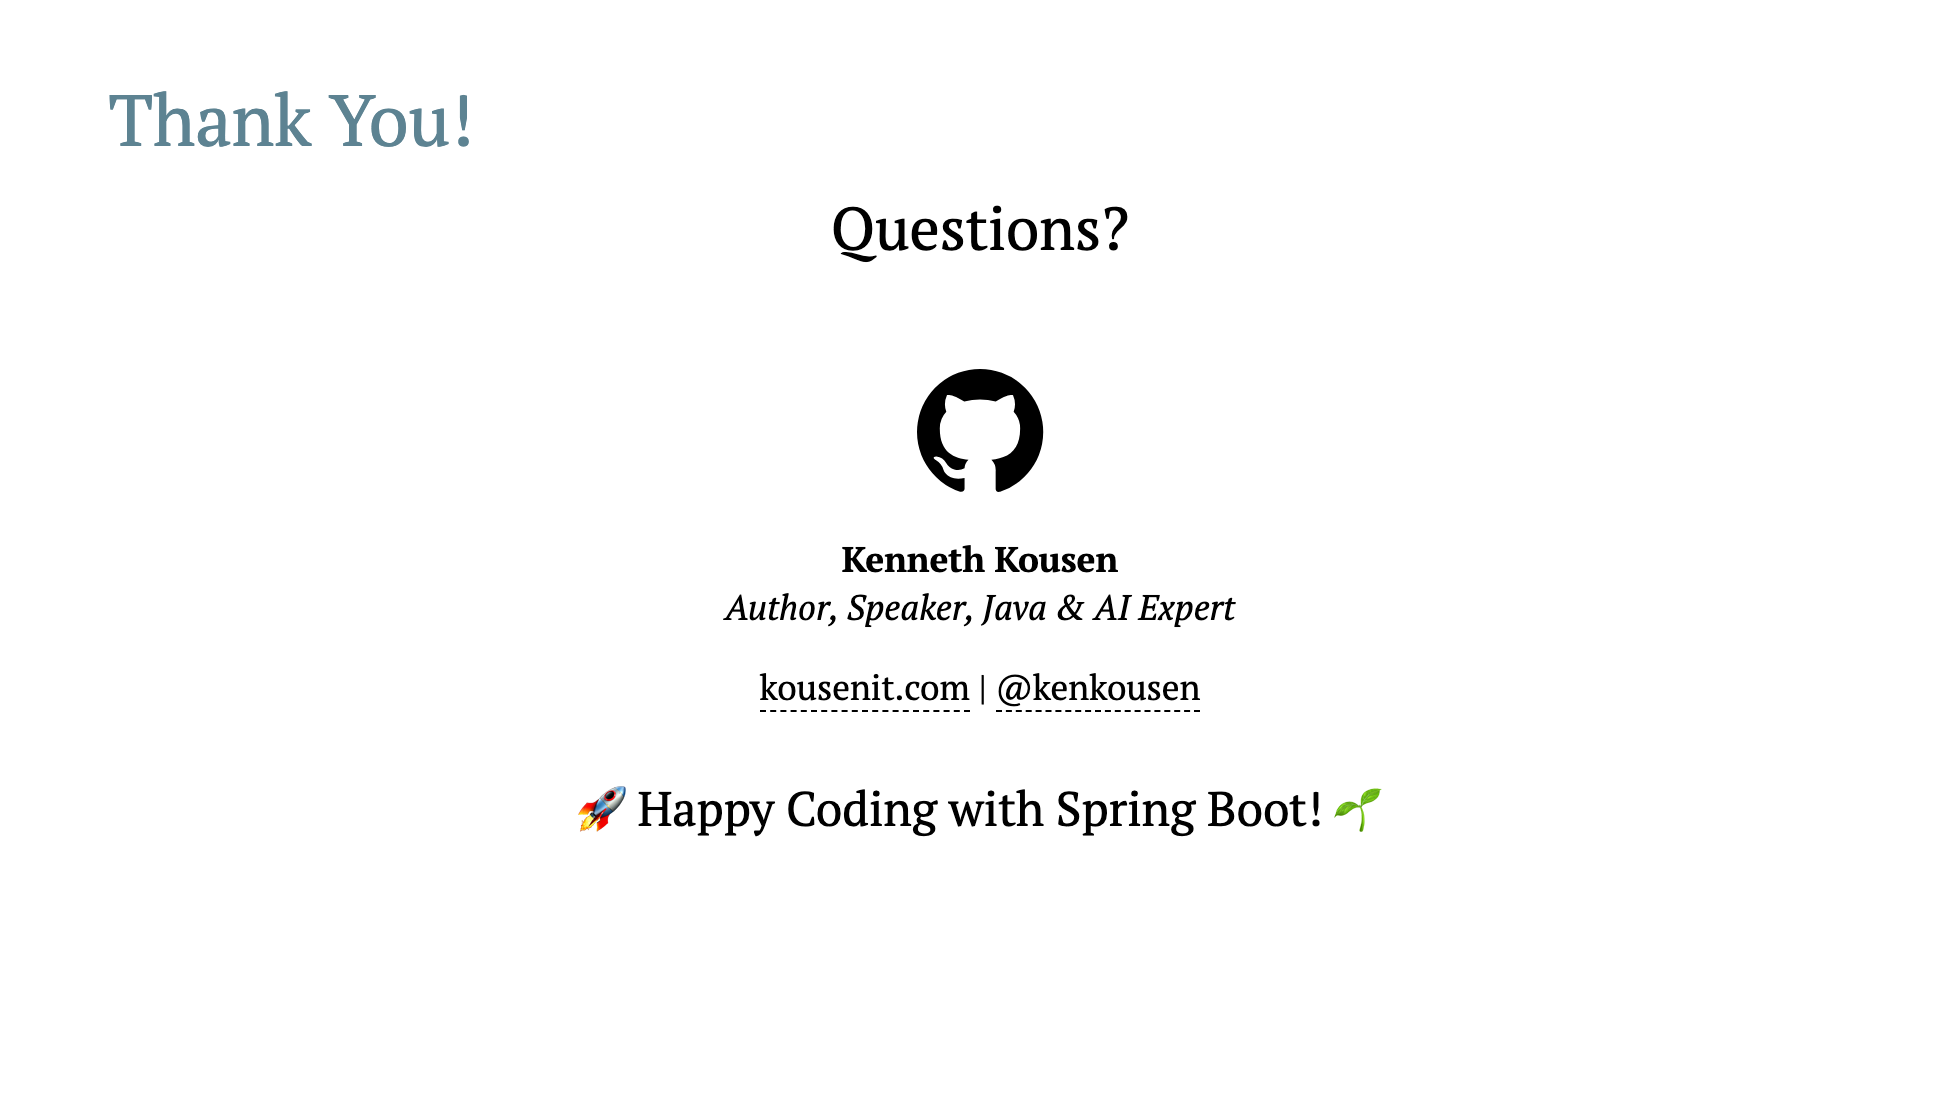 Thank You!
Questions?
Kenneth Kousen
Author, Speaker, Java & AI Expert
kousenit.com | @kenkousen
🚀 Happy Coding with Spring Boot! 🌱